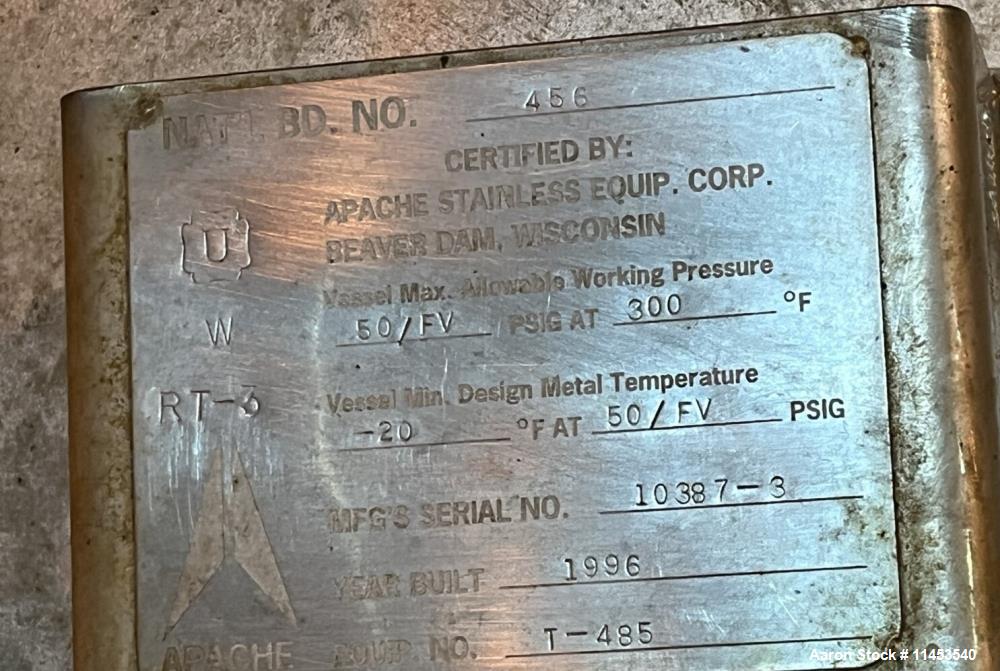 NAT'L BD. NO. 456
CERTIFIED BY:
APACHE STAINLESS EQUIP. CORP.
BEAVER DAM, WISCONSIN
U
Vessel Max. Allowable Working Pressure
50/FV PSIG AT 300 °F
W
Vessel Min. Design Metal Temperature
RT-3
-20 °F AT 50/FV PSIG
MFG'S SERIAL NO. 10387-3
YEAR BUILT 1996
APACHE EQUIP. NO. T-485
Aaron Stock # 11453540